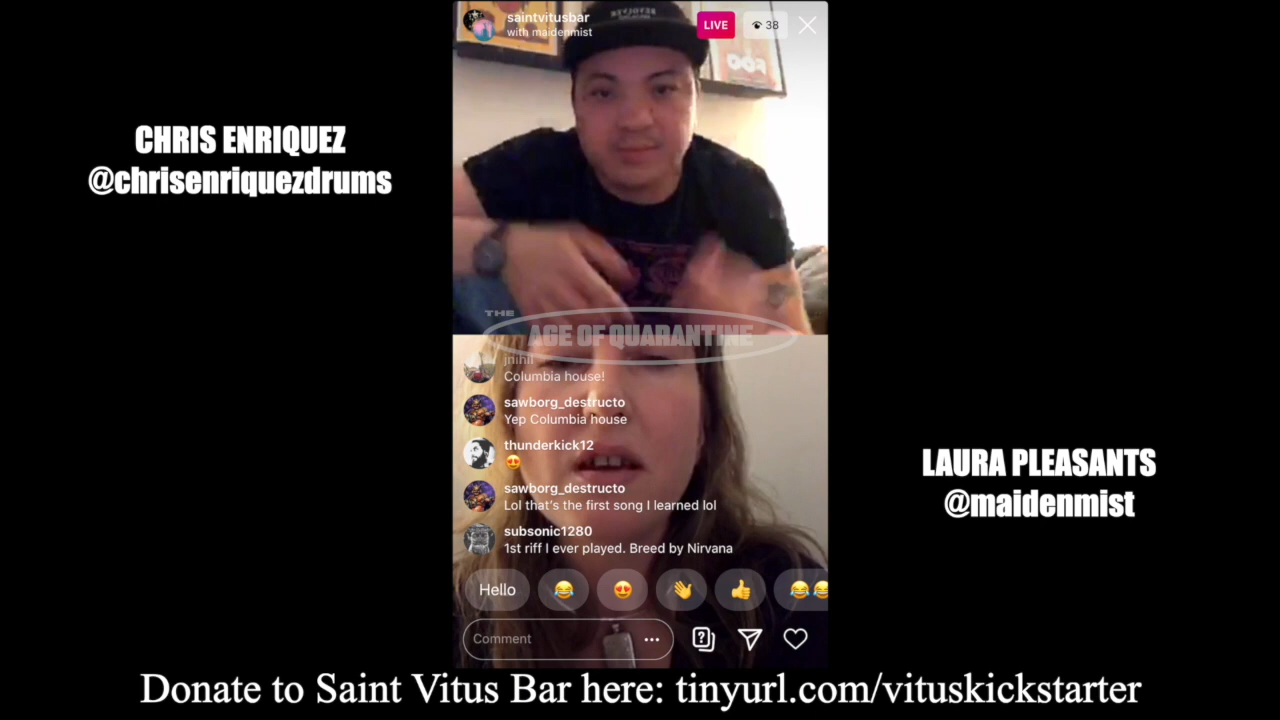 saintvitusbar
with maidenmist
LIVE
38
CHRIS ENRIQUEZ
@chrisenriquezdrums
THE
AGE OF QUARANTINE
jnihil
Columbia house!
sawborg_destructo
Yep Columbia house
thunderkick12
😍
sawborg_destructo
Lol that's the first song I learned lol
subsonic1280
1st riff I ever played. Breed by Nirvana
LAURA PLEASANTS
@maidenmist
Hello 😂 😍 👋 👍 😂😂
Comment
Donate to Saint Vitus Bar here: tinyurl.com/vituskickstarter